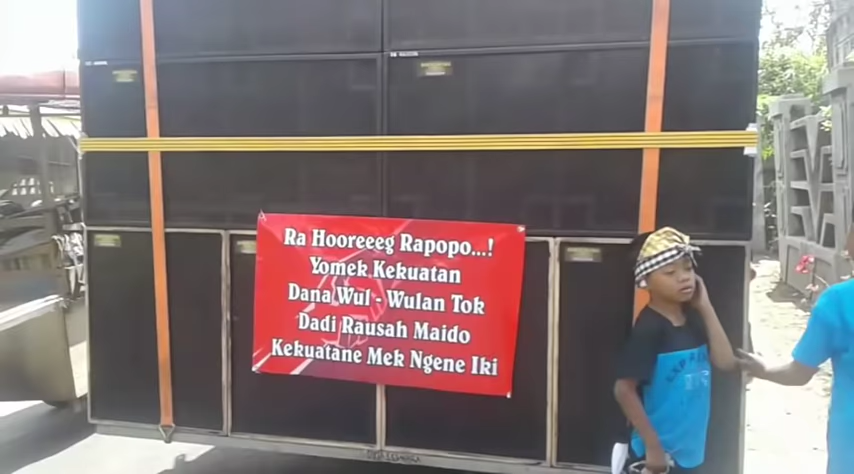 Ra Hooreeeg Rapopo...!
Yomek Kekuatan
Dana Wul - Wulan Tok
Dadi Rausah Maido
Kekuatane Mek Ngene Iki